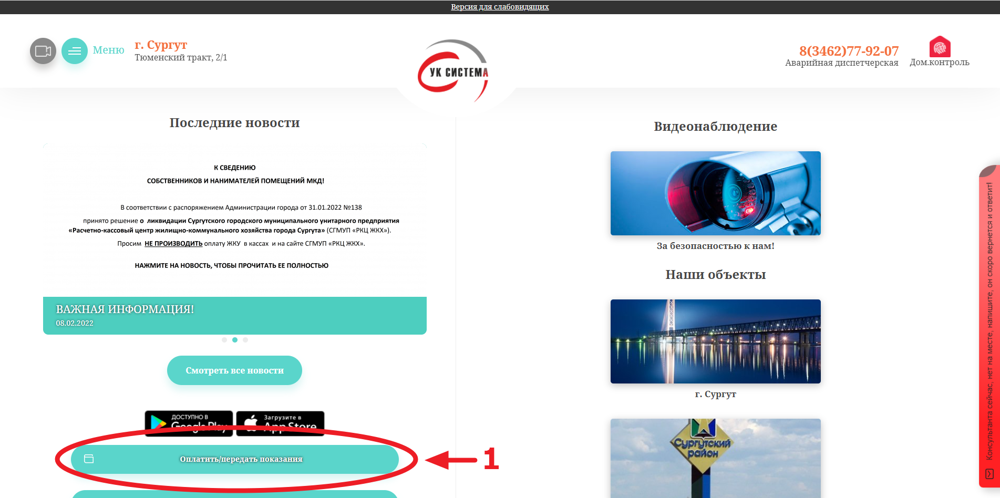 Версия для слабовидящих
Меню
г. Сургут
Тюменский тракт, 2/1
УК СИСТЕМА
8(3462)77-92-07
Аварийная диспетчерская
Дом.контроль
Последние новости
К СВЕДЕНИЮ
СОБСТВЕННИКОВ И НАНИМАТЕЛЕЙ ПОМЕЩЕНИЙ МКД!
В соответствии с распоряжением Администрации города от 31.01.2022 №138
принято решение о ликвидации Сургутского городского муниципального унитарного предприятия
«Расчетно-кассовый центр жилищно-коммунального хозяйства города Сургута» (СГМУП «РКЦ ЖКХ»).
Просим НЕ ПРОИЗВОДИТЬ оплату ЖКУ в кассах и на сайте СГМУП «РКЦ ЖКХ».
НАЖМИТЕ НА НОВОСТЬ, ЧТОБЫ ПРОЧИТАТЬ ЕЕ ПОЛНОСТЬЮ
ВАЖНАЯ ИНФОРМАЦИЯ!
08.02.2022
Смотреть все новости
ДОСТУПНО В
Google Play
Загрузите в
App Store
Оплатить/передать показания
1
Видеонаблюдение
За безопасностью к нам!
Наши объекты
г. Сургут
Сургутский
район
Консультанта сейчас, нет на месте, напишите, он скоро вернется и ответит!